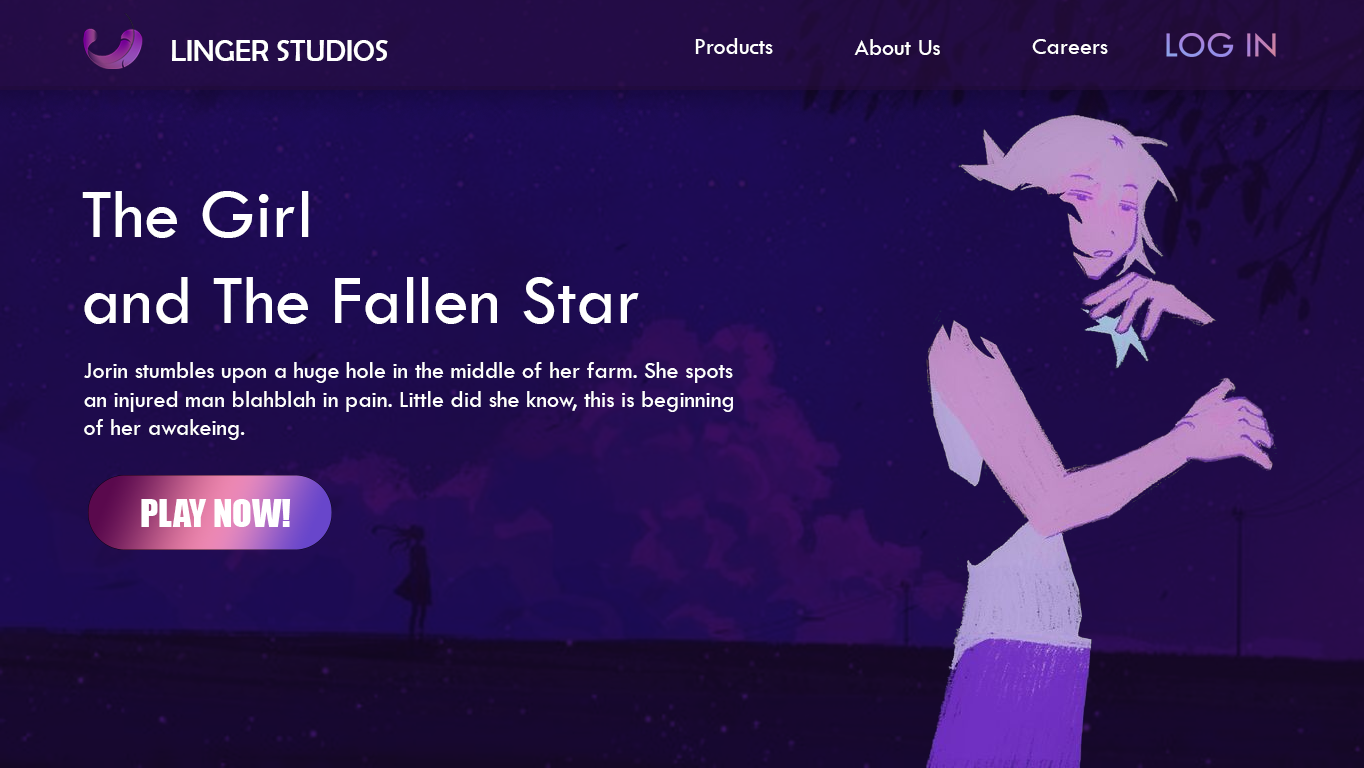 LINGER STUDIOS
Products
About Us
Careers
LOG IN
The Girl
and The Fallen Star
Jorin stumbles upon a huge hole in the middle of her farm. She spots
an injured man blahblah in pain. Little did she know, this is beginning
of her awakeing.
PLAY NOW!